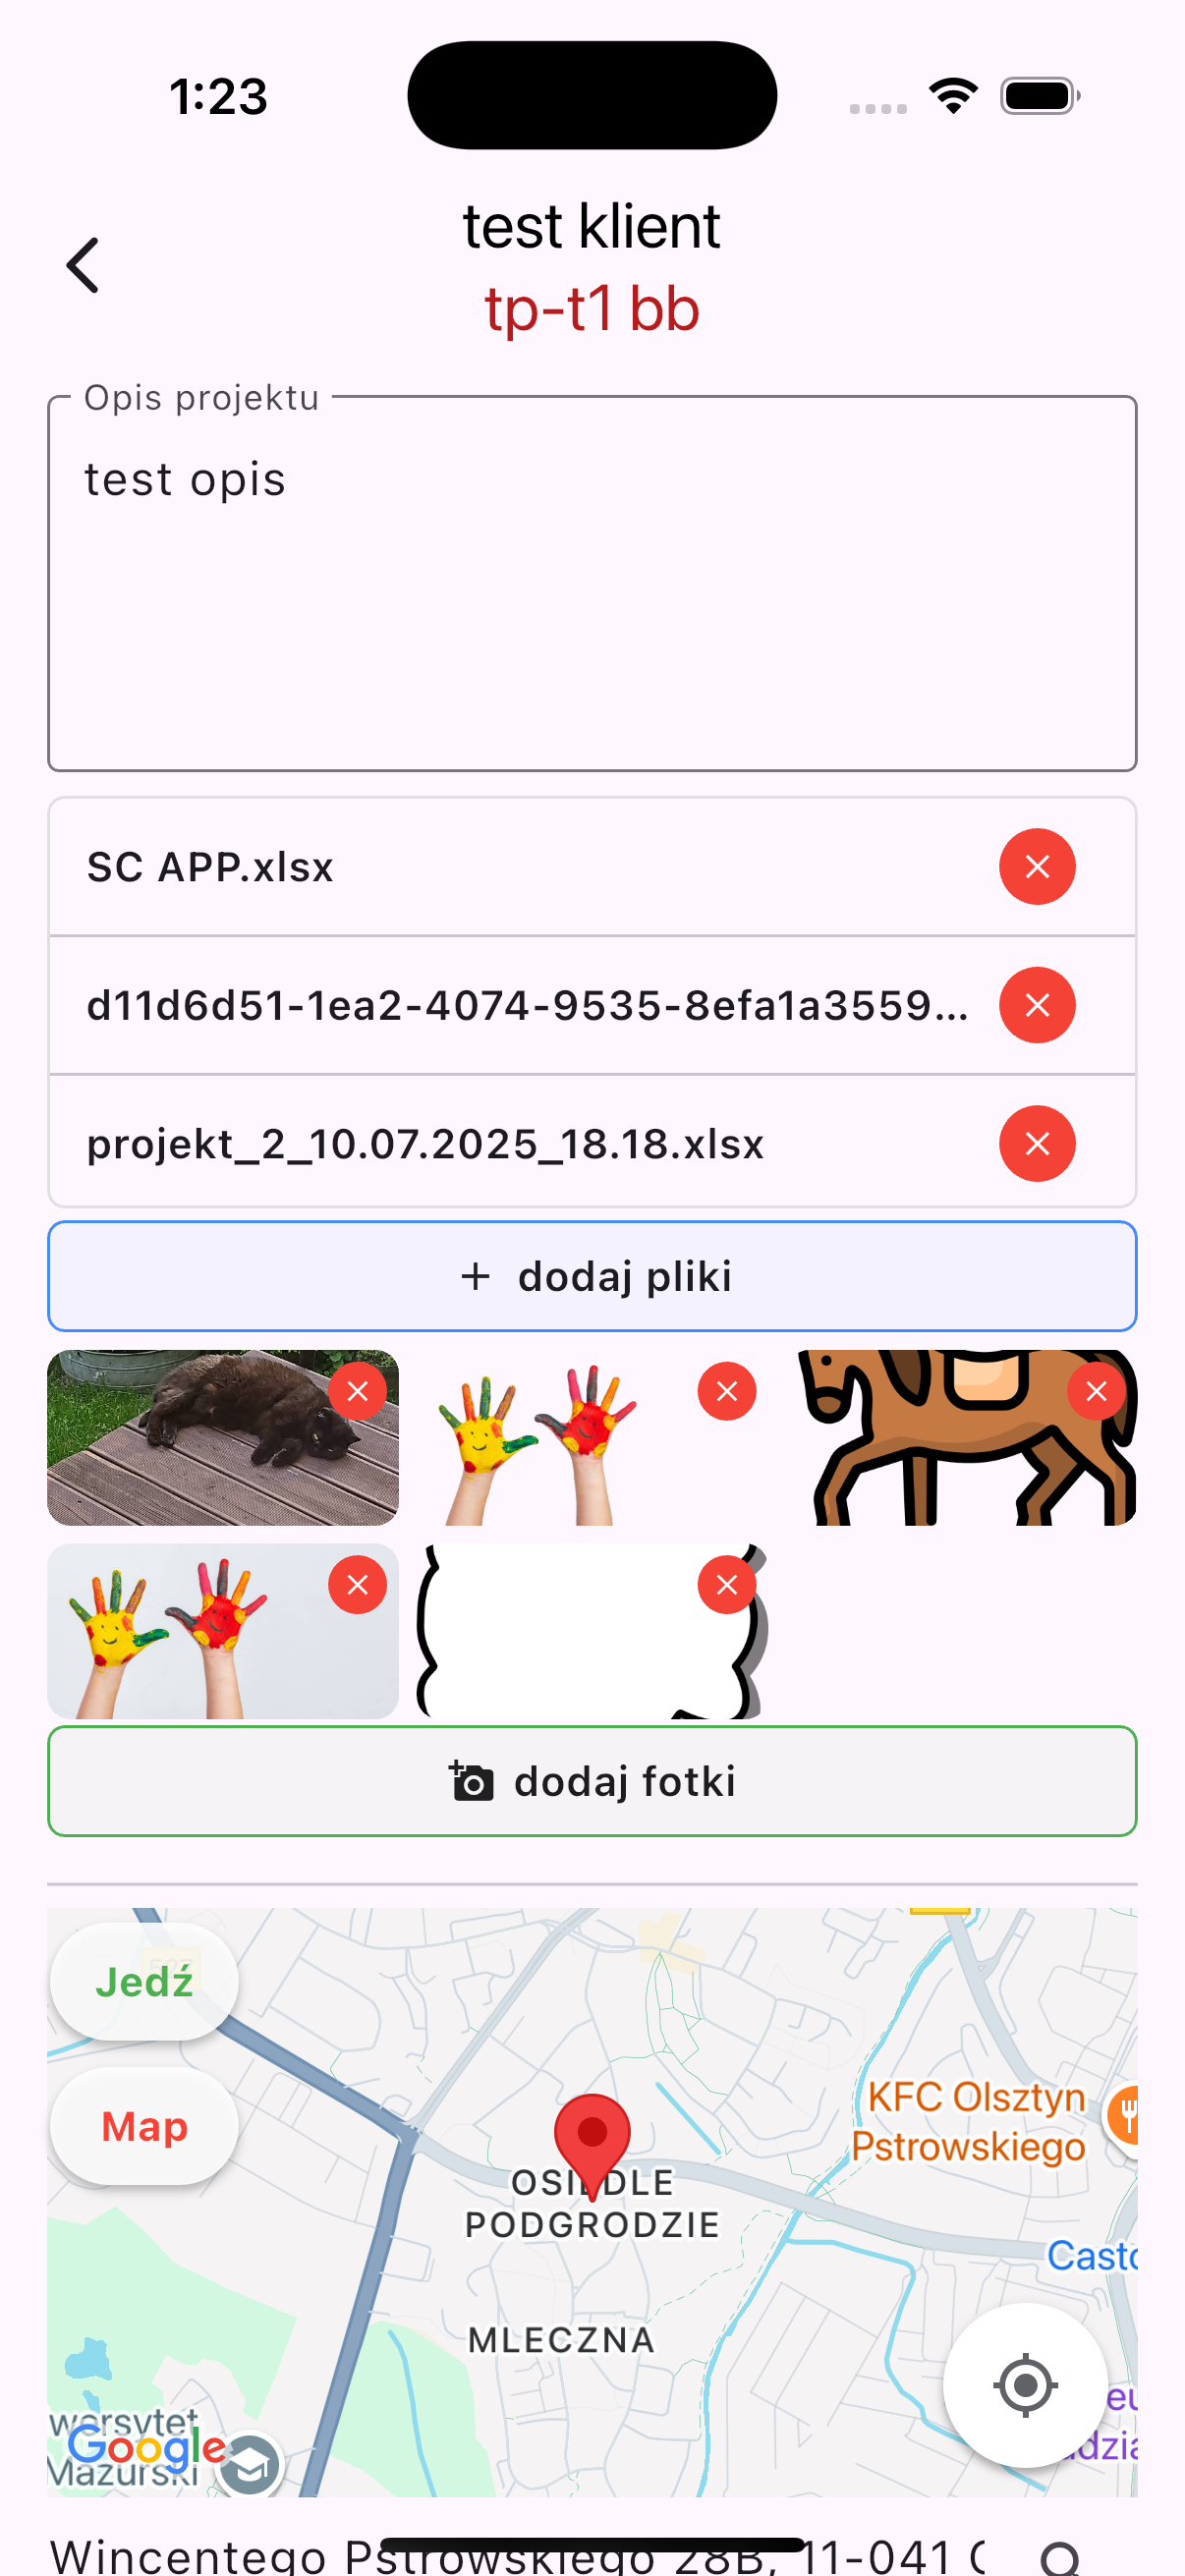 1:23
test klient
tp-t1 bb
Opis projektu
test opis
SC APP.xlsx
d11d6d51-1ea2-4074-9535-8efa1a3559...
projekt_2_10.07.2025_18.18.xlsx
+ dodaj pliki
dodaj fotki
Jedź
Map
KFC Olsztyn
Pstrowskiego
OSIEDLE
PODGRODZIE
Casto
MLECZNA
wersytet
Google
Mazurski
Wincentego Pstrowskiego 28B, 11-041